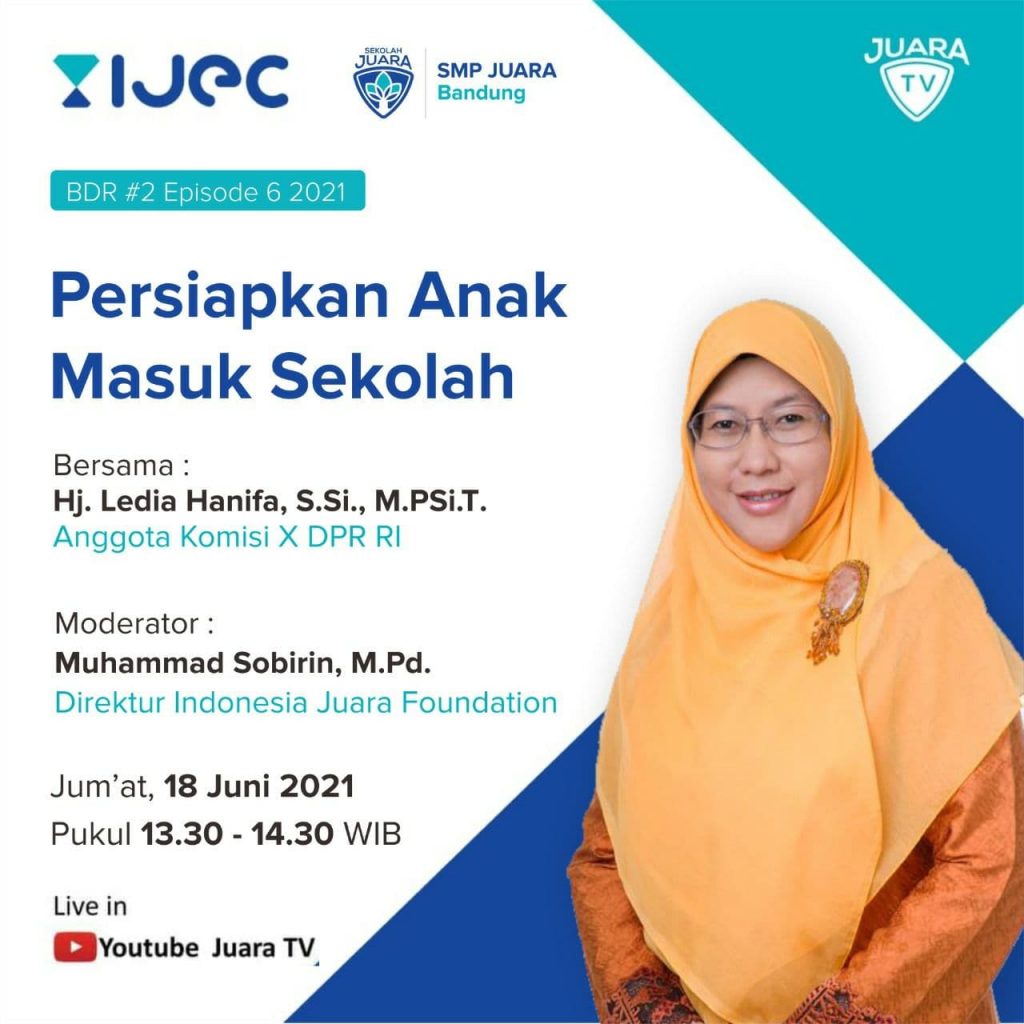 IJEC
SEKOLAH
JUARA
SMP JUARA
Bandung
JUARA
TV
BDR #2 Episode 6 2021
Persiapkan Anak
Masuk Sekolah
Bersama :
Hj. Ledia Hanifa, S.Si., M.PSi.T.
Anggota Komisi X DPR RI
Moderator :
Muhammad Sobirin, M.Pd.
Direktur Indonesia Juara Foundation
Jum'at, 18 Juni 2021
Pukul 13.30 - 14.30 WIB
Live in
Youtube Juara TV